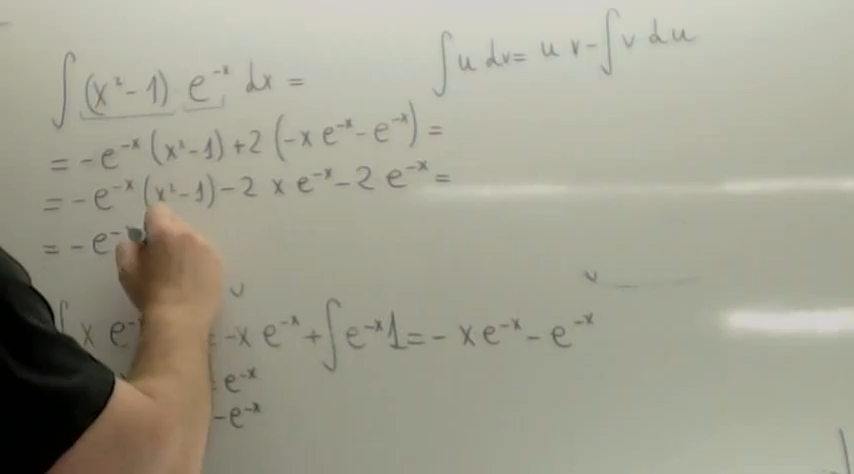 ∫ (x²-1) e⁻ˣ dx =
∫ u dv = u v - ∫ v du
= -e⁻ˣ (x²-1) + 2 (-x e⁻ˣ - e⁻ˣ) =
= -e⁻ˣ (x²-1) - 2 x e⁻ˣ - 2 e⁻ˣ =
= -e⁻
∫ x e⁻ = -x e⁻ˣ + ∫ e⁻ˣ 1 = - x e⁻ˣ - e⁻ˣ
= e⁻ˣ
-e⁻ˣ